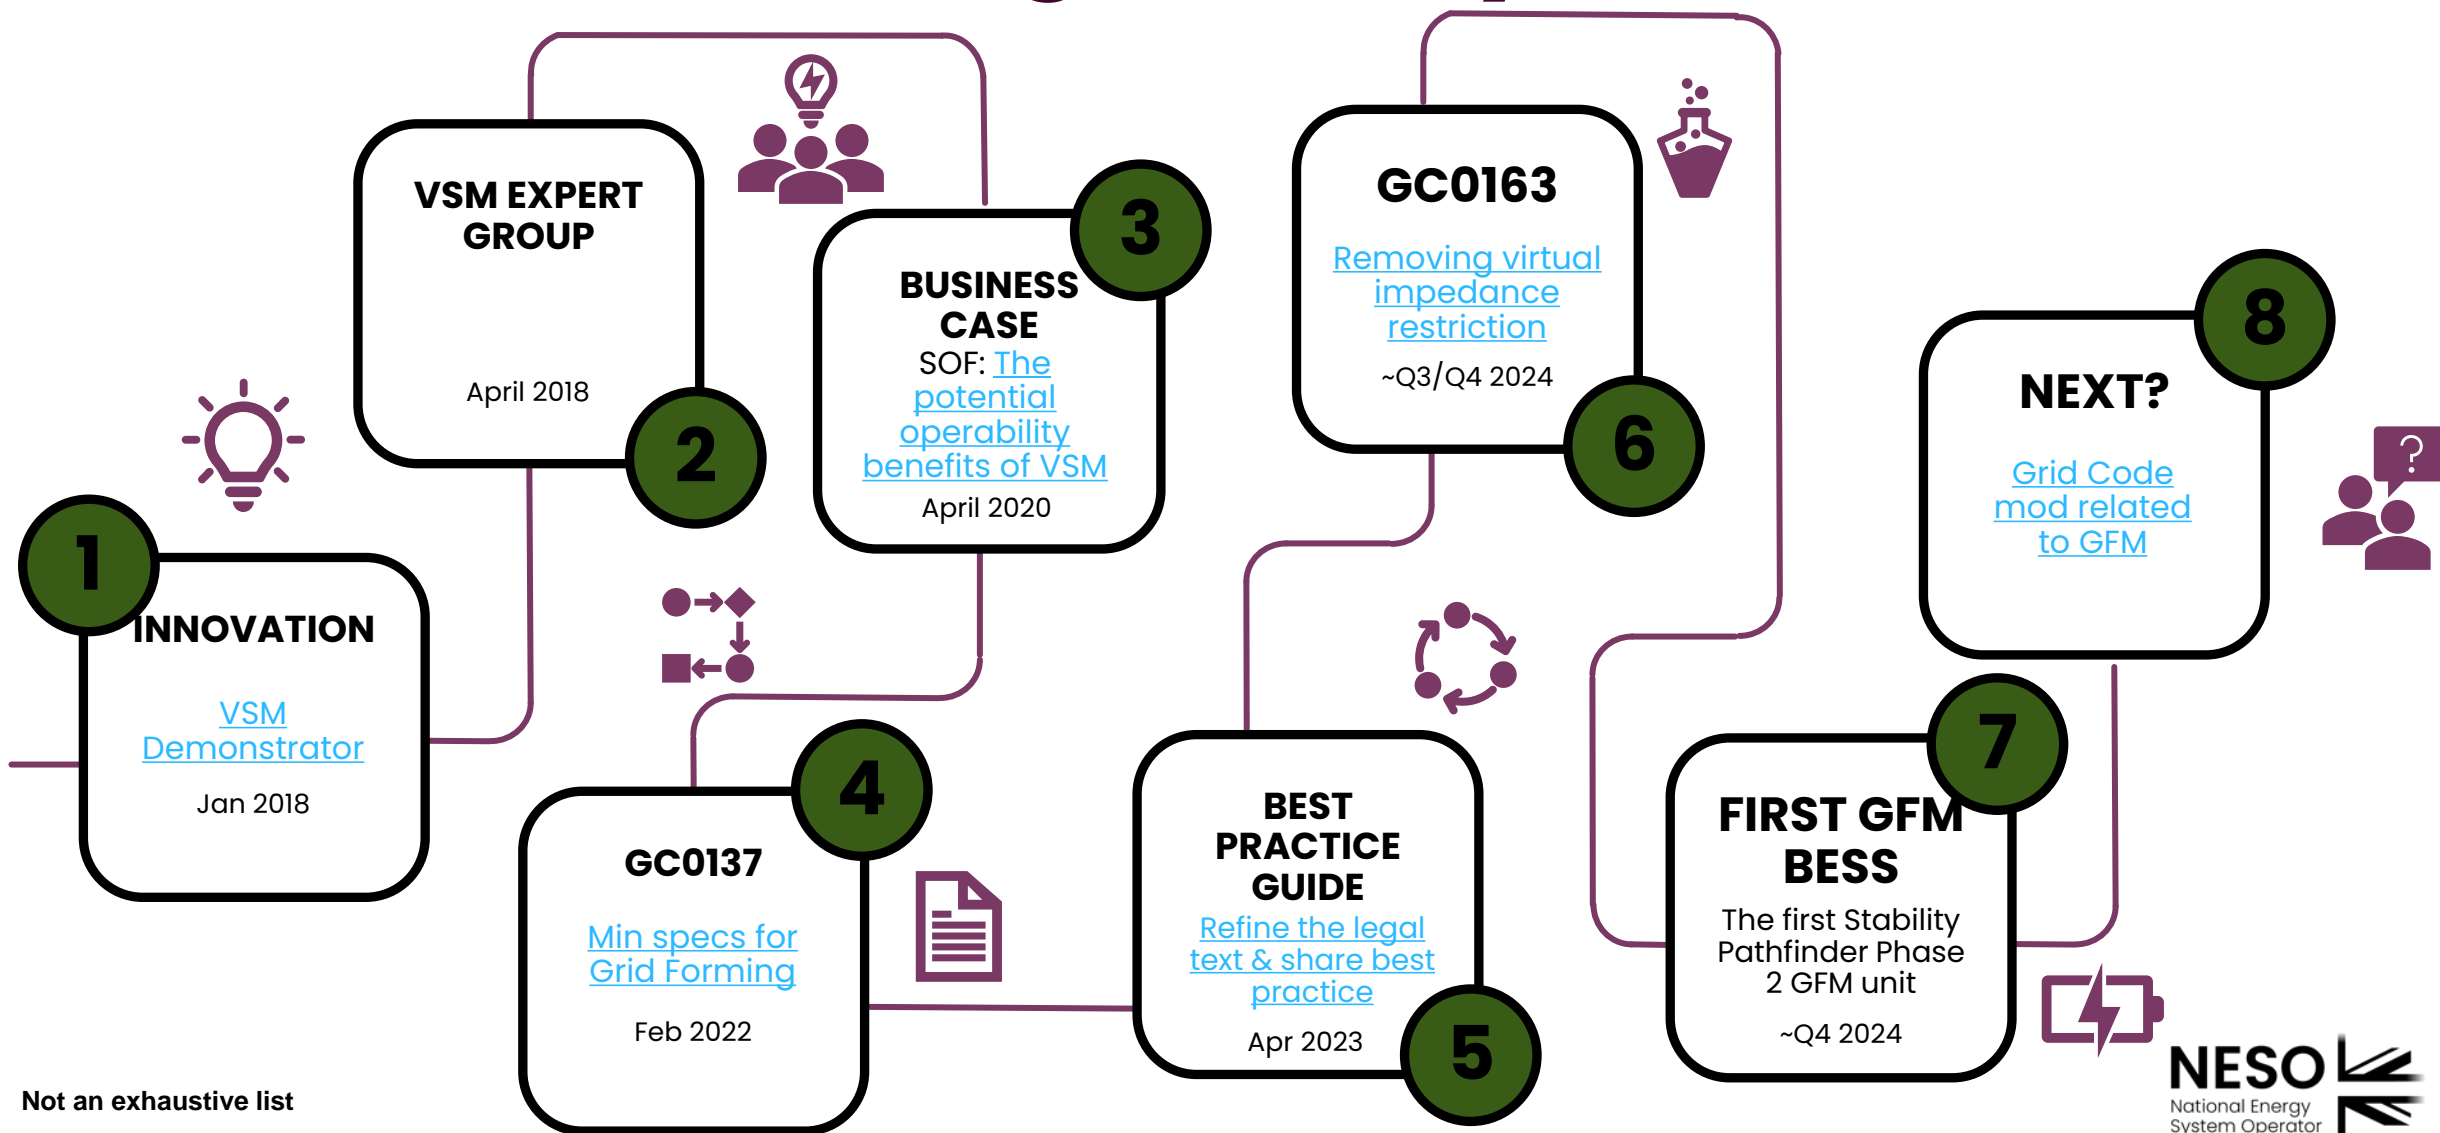 1
INNOVATION
VSM
Demonstrator
Jan 2018
VSM EXPERT
GROUP
April 2018
2
3
BUSINESS
CASE
SOF: The
potential
operability
benefits of VSM
April 2020
4
GC0137
Min specs for
Grid Forming
Feb 2022
BEST
PRACTICE
GUIDE
Refine the legal
text & share best
practice
Apr 2023
5
GC0163
Removing virtual
impedance
restriction
~Q3/Q4 2024
6
7
FIRST GFM
BESS
The first Stability
Pathfinder Phase
2 GFM unit
~Q4 2024
8
NEXT?
Grid Code
mod related
to GFM
?
Not an exhaustive list
NESO
National Energy
System Operator